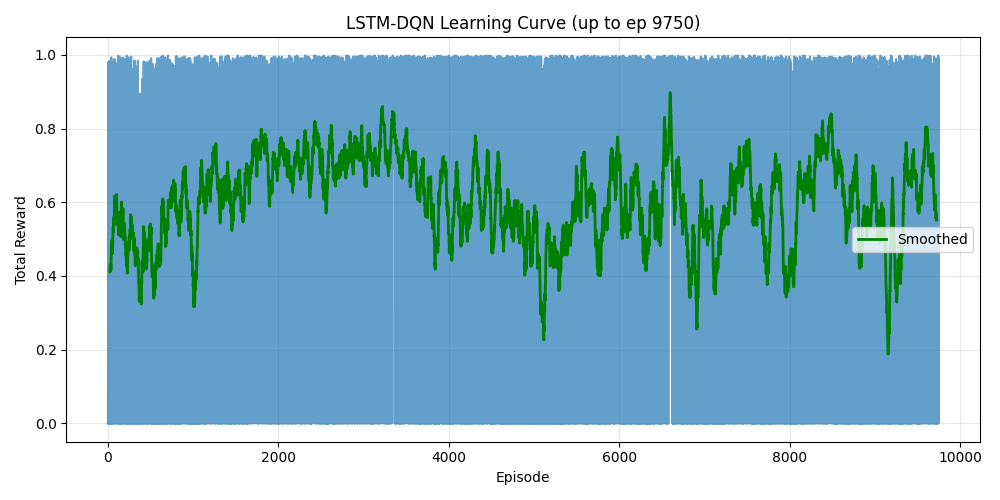 LSTM-DQN Learning Curve (up to ep 9750)
1.0
0.8
0.6
0.4
0.2
0.0
Total Reward
Smoothed
0 2000 4000 6000 8000 10000
Episode